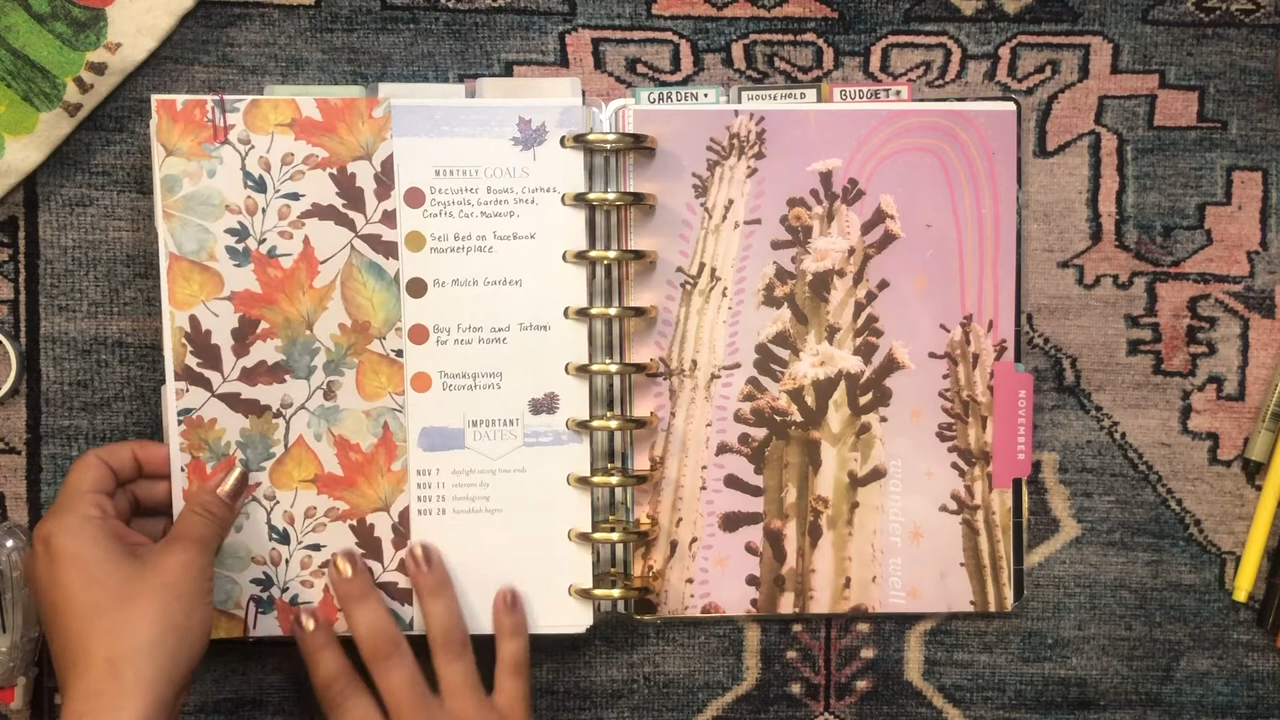 GARDEN
HOUSEHOLD
BUDGET
MONTHLY GOALS
Declutter Books, Clothes,
Crystals, Garden Shed,
Crafts, Car, Makeup,
Sell Bed on FaceBook
marketplace.
Re-Mulch Garden
Buy Futon and Tatami
for new home
Thanksgiving
Decorations
IMPORTANT
DATES
NOV 7 daylight saving time ends
NOV 11 veterans day
NOV 25 thanksgiving
NOV 28 hanukkah begins
wander well
NOVEMBER